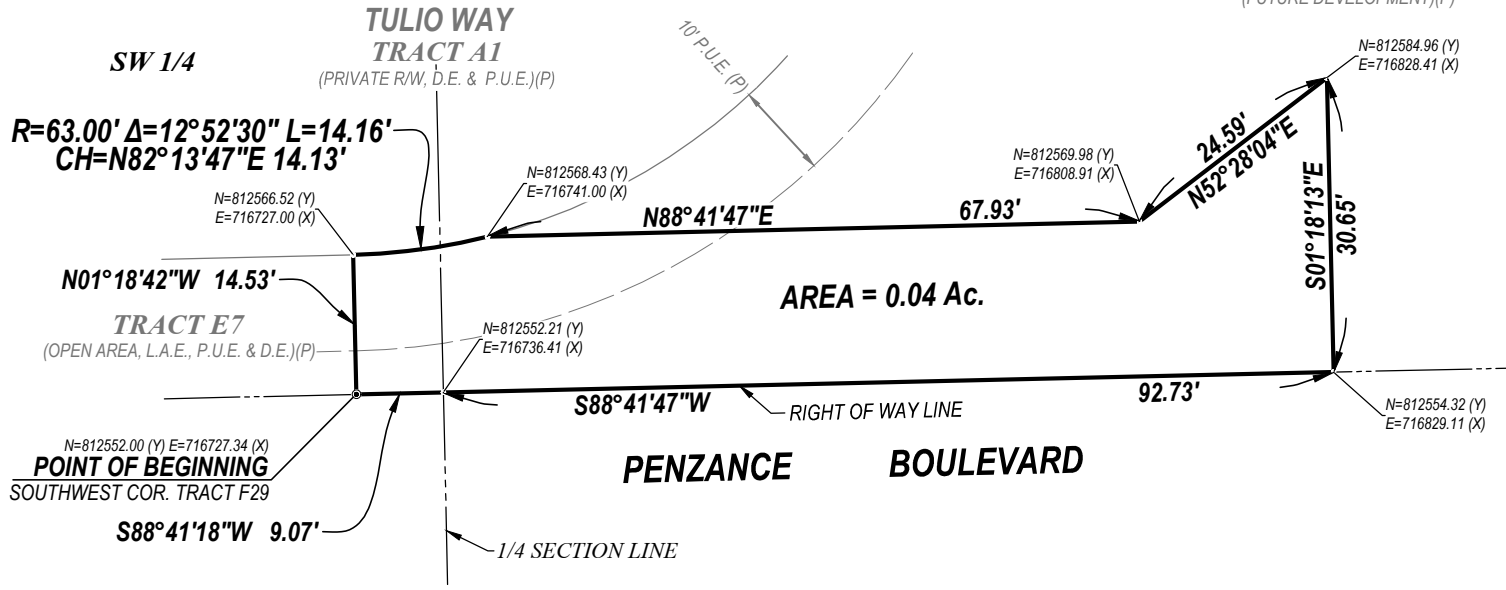 (FUTURE DEVELOPMENT)(P)
TULIO WAY
TRACT A1
(PRIVATE R/W, D.E. & P.U.E.)(P)
SW 1/4
10' P.U.E. (P)
N=812584.96 (Y)
E=716828.41 (X)
R=63.00' Δ=12°52'30" L=14.16'
CH=N82°13'47"E 14.13'
N=812566.52 (Y)
E=716727.00 (X)
N=812568.43 (Y)
E=716741.00 (X)
N=812569.98 (Y)
E=716808.91 (X)
24.59'
N52°28'04"E
N88°41'47"E 67.93'
S01°18'13"E
30.65'
N01°18'42"W 14.53'
AREA = 0.04 Ac.
TRACT E7
(OPEN AREA, L.A.E., P.U.E. & D.E.)(P)
N=812552.21 (Y)
E=716736.41 (X)
S88°41'47"W 92.73'
RIGHT OF WAY LINE
N=812554.32 (Y)
E=716829.11 (X)
N=812552.00 (Y) E=716727.34 (X)
POINT OF BEGINNING
SOUTHWEST COR. TRACT F29
PENZANCE BOULEVARD
S88°41'18"W 9.07'
1/4 SECTION LINE